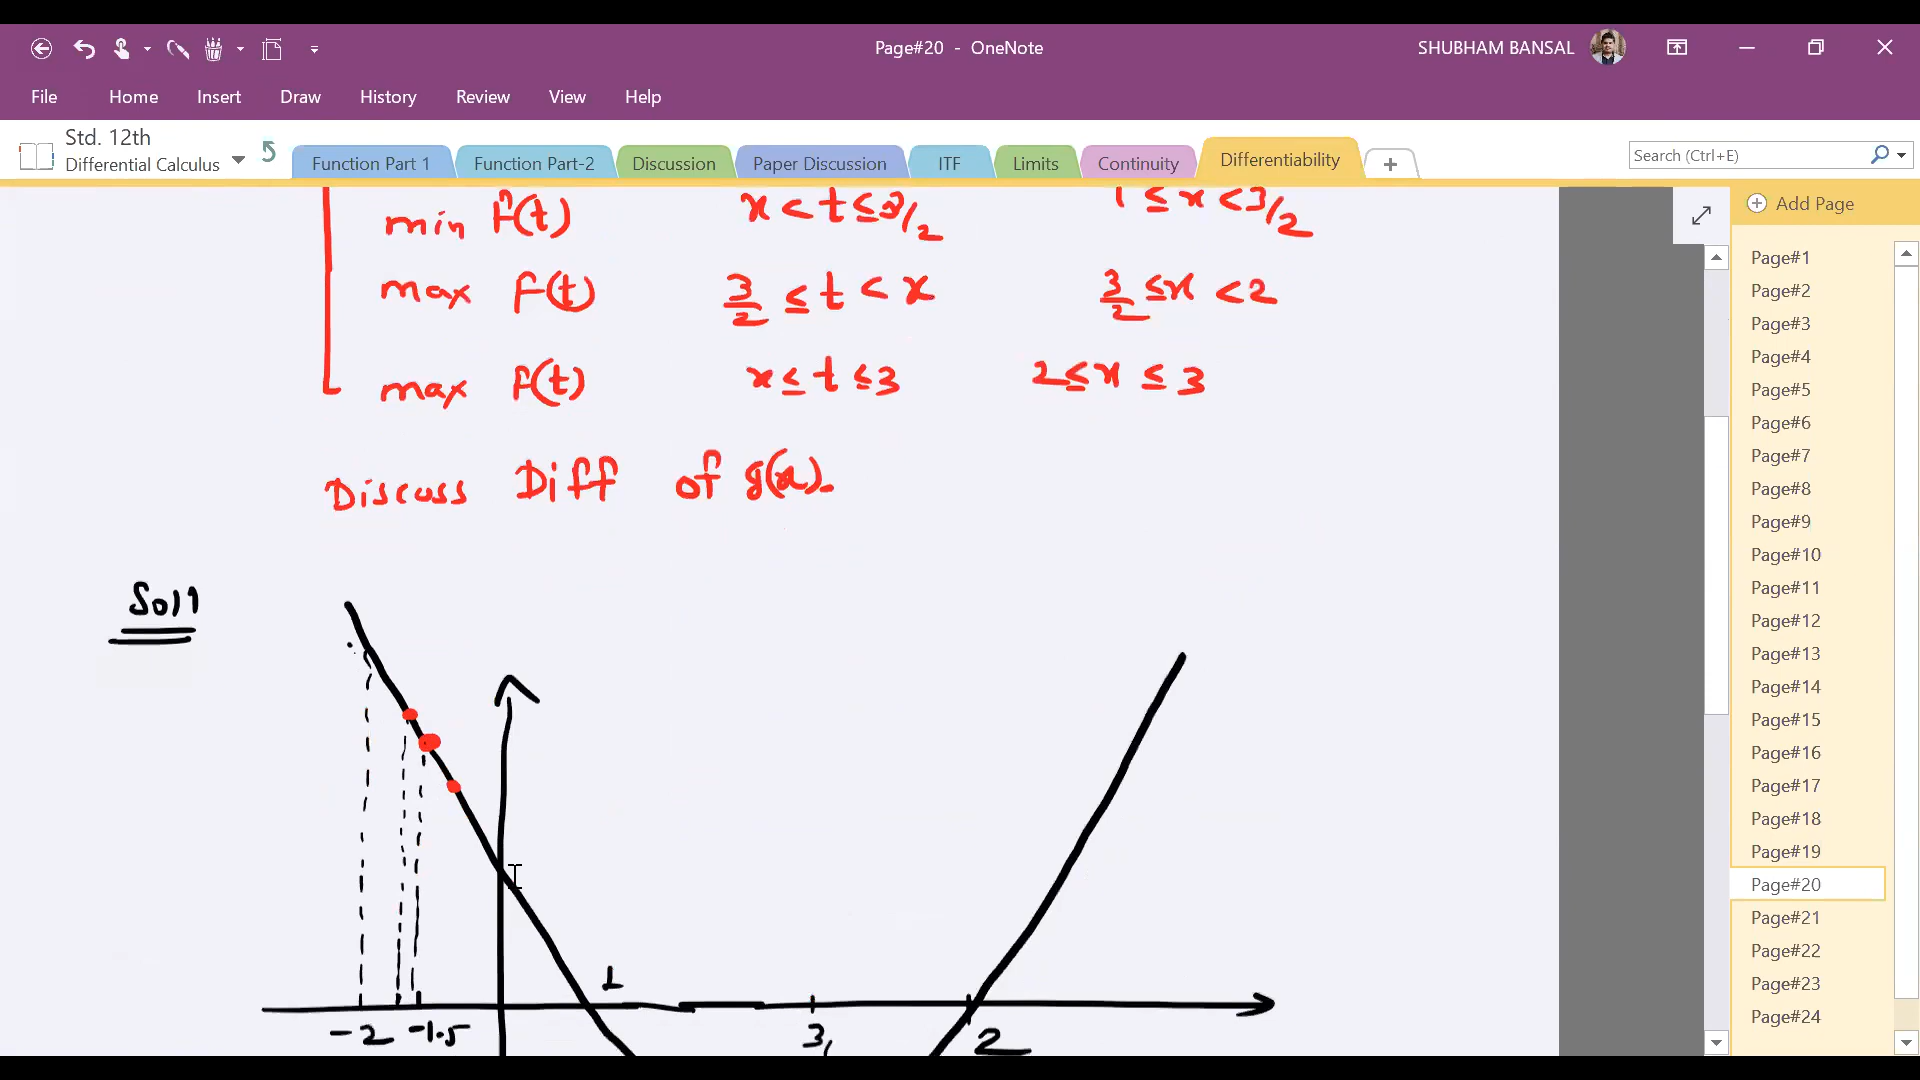 Page#20 - OneNote
SHUBHAM BANSAL
File Home Insert Draw History Review View Help
Std. 12th
Differential Calculus
Function Part 1
Function Part-2
Discussion
Paper Discussion
ITF
Limits
Continuity
Differentiability
Search (Ctrl+E)
Add Page
min f(t) x < t ≤ 3/2 1 ≤ x < 3/2
max f(t) 3/2 ≤ t < x 3/2 ≤ x < 2
max f(t) x ≤ t ≤ 3 2 ≤ x ≤ 3
Discuss Diff of g(x).
Soln
1
-2 -1.5 3/ 2
Page#1
Page#2
Page#3
Page#4
Page#5
Page#6
Page#7
Page#8
Page#9
Page#10
Page#11
Page#12
Page#13
Page#14
Page#15
Page#16
Page#17
Page#18
Page#19
Page#20
Page#21
Page#22
Page#23
Page#24